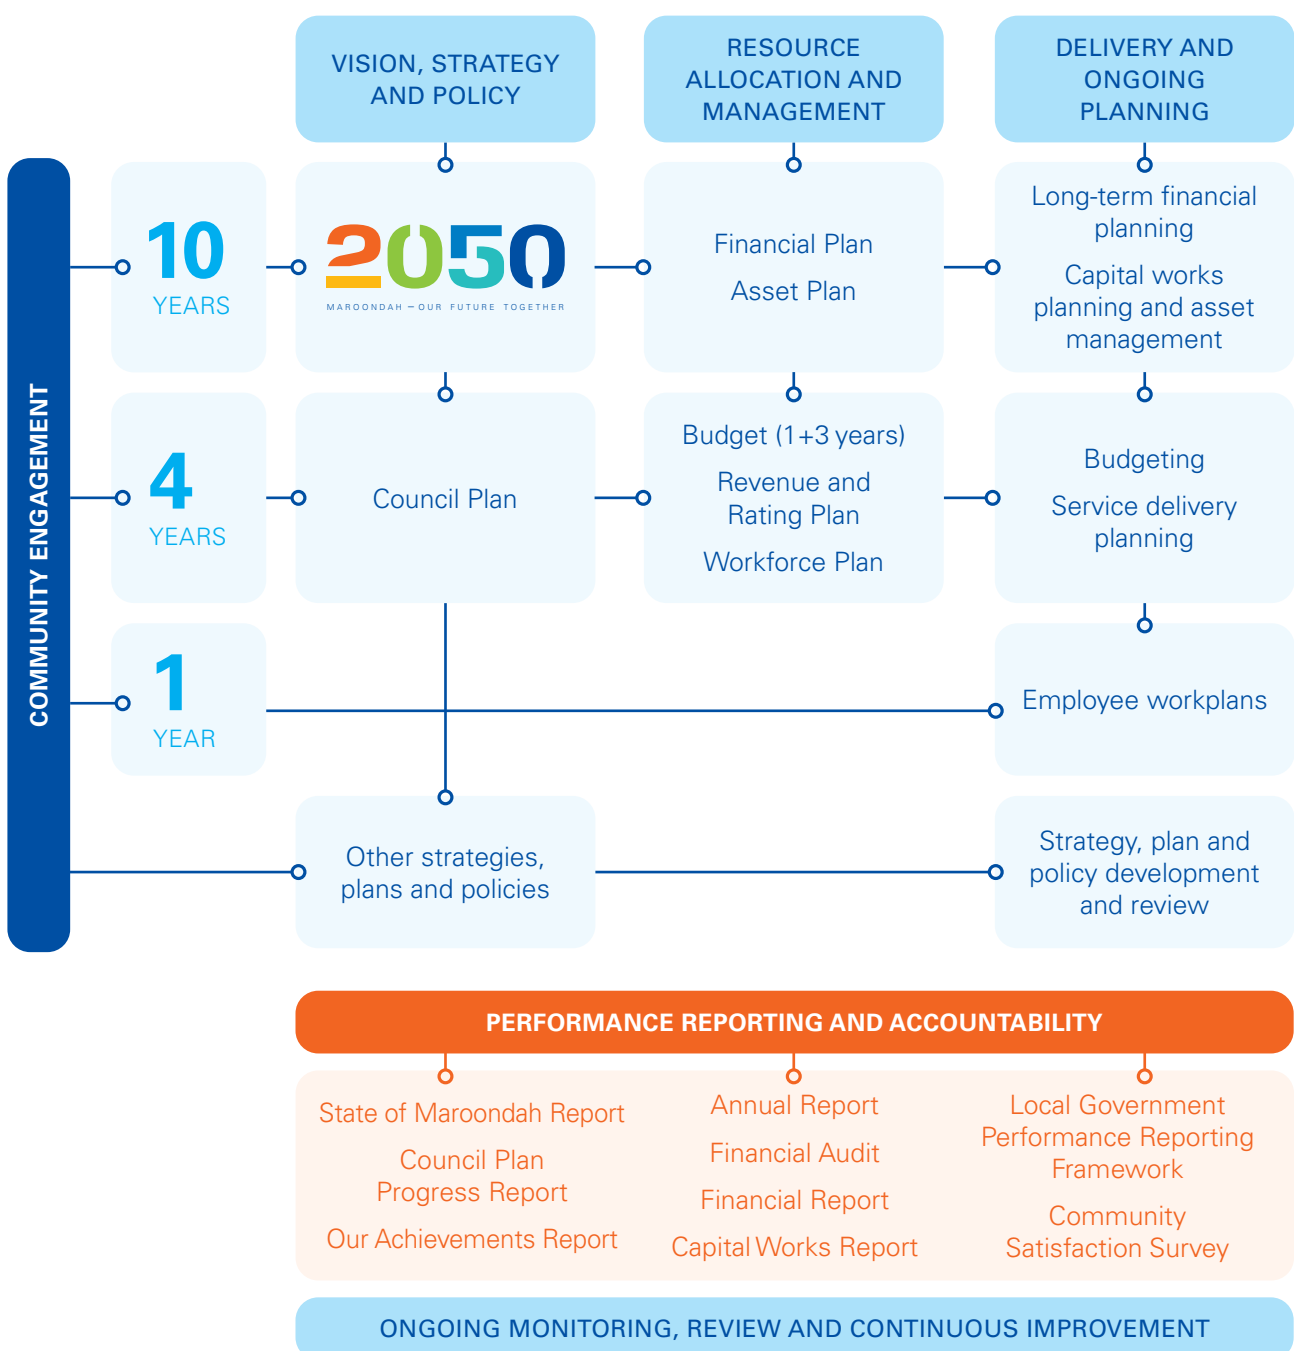 VISION, STRATEGY
AND POLICY
RESOURCE
ALLOCATION AND
MANAGEMENT
DELIVERY AND
ONGOING
PLANNING
COMMUNITY ENGAGEMENT
10
YEARS
2050
MAROONDAH – OUR FUTURE TOGETHER
Financial Plan
Asset Plan
Long-term financial
planning
Capital works
planning and asset
management
4
YEARS
Council Plan
Budget (1+3 years)
Revenue and
Rating Plan
Workforce Plan
Budgeting
Service delivery
planning
1
YEAR
Employee workplans
Other strategies,
plans and policies
Strategy, plan and
policy development
and review
PERFORMANCE REPORTING AND ACCOUNTABILITY
State of Maroondah Report
Council Plan
Progress Report
Our Achievements Report
Annual Report
Financial Audit
Financial Report
Capital Works Report
Local Government
Performance Reporting
Framework
Community
Satisfaction Survey
ONGOING MONITORING, REVIEW AND CONTINUOUS IMPROVEMENT